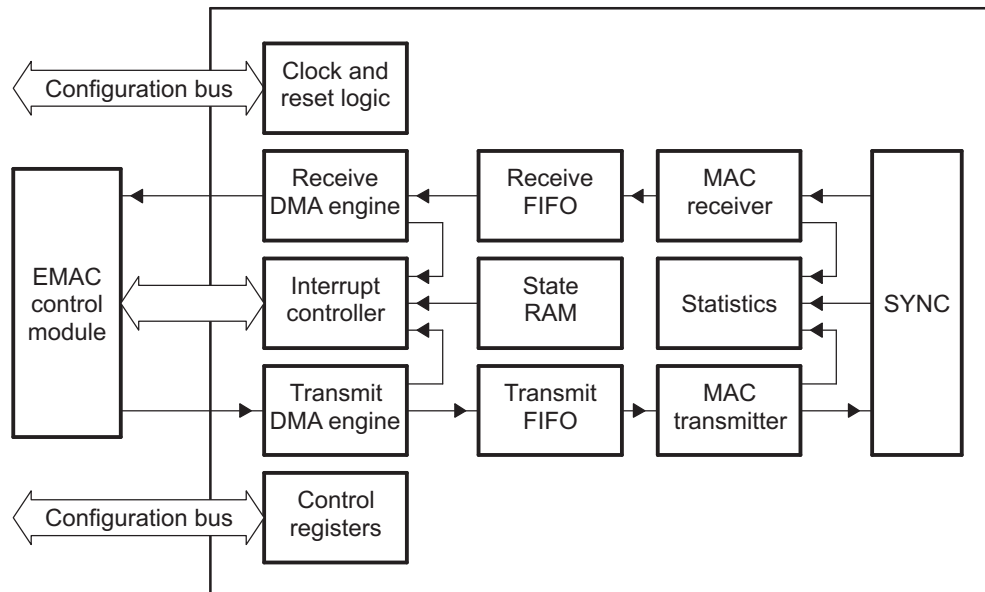 Configuration bus
Clock and
reset logic
EMAC
control
module
Receive
DMA engine
Receive
FIFO
MAC
receiver
Interrupt
controller
State
RAM
Statistics
SYNC
Transmit
DMA engine
Transmit
FIFO
MAC
transmitter
Configuration bus
Control
registers